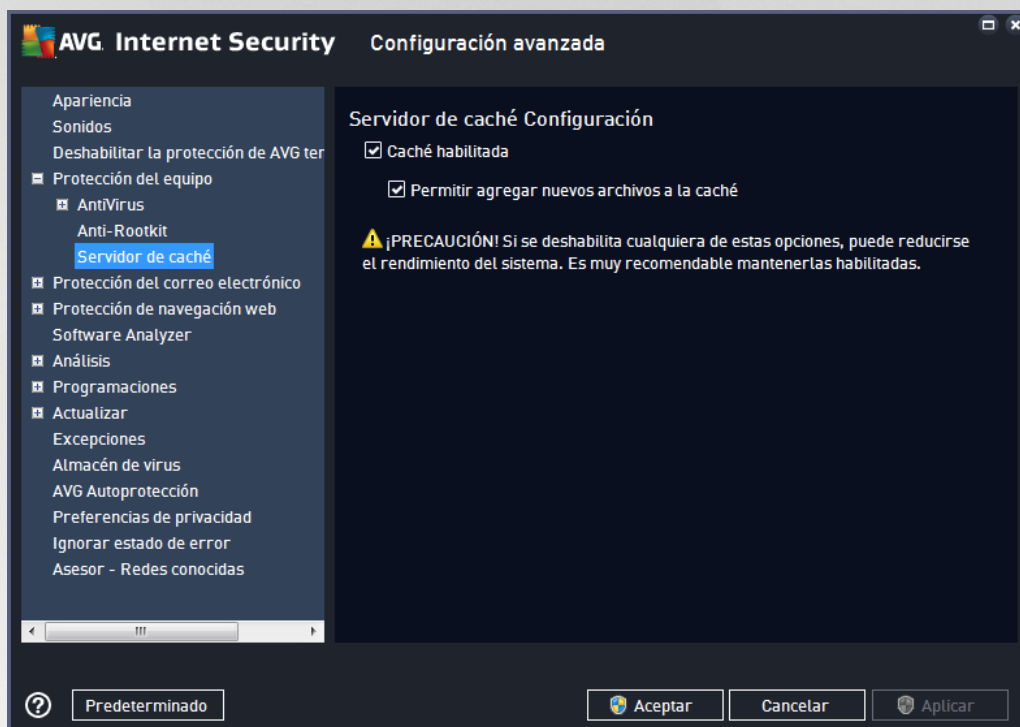 AVG Internet Security Configuración avanzada
Apariencia
Sonidos
Deshabilitar la protección de AVG ter
Protección del equipo
AntiVirus
Anti-Rootkit
Servidor de caché
Protección del correo electrónico
Protección de navegación web
Software Analyzer
Análisis
Programaciones
Actualizar
Excepciones
Almacén de virus
AVG Autoprotección
Preferencias de privacidad
Ignorar estado de error
Asesor - Redes conocidas
Servidor de caché Configuración
Caché habilitada
Permitir agregar nuevos archivos a la caché
¡PRECAUCIÓN! Si se deshabilita cualquiera de estas opciones, puede reducirse
el rendimiento del sistema. Es muy recomendable mantenerlas habilitadas.
Predeterminado
Aceptar
Cancelar
Aplicar